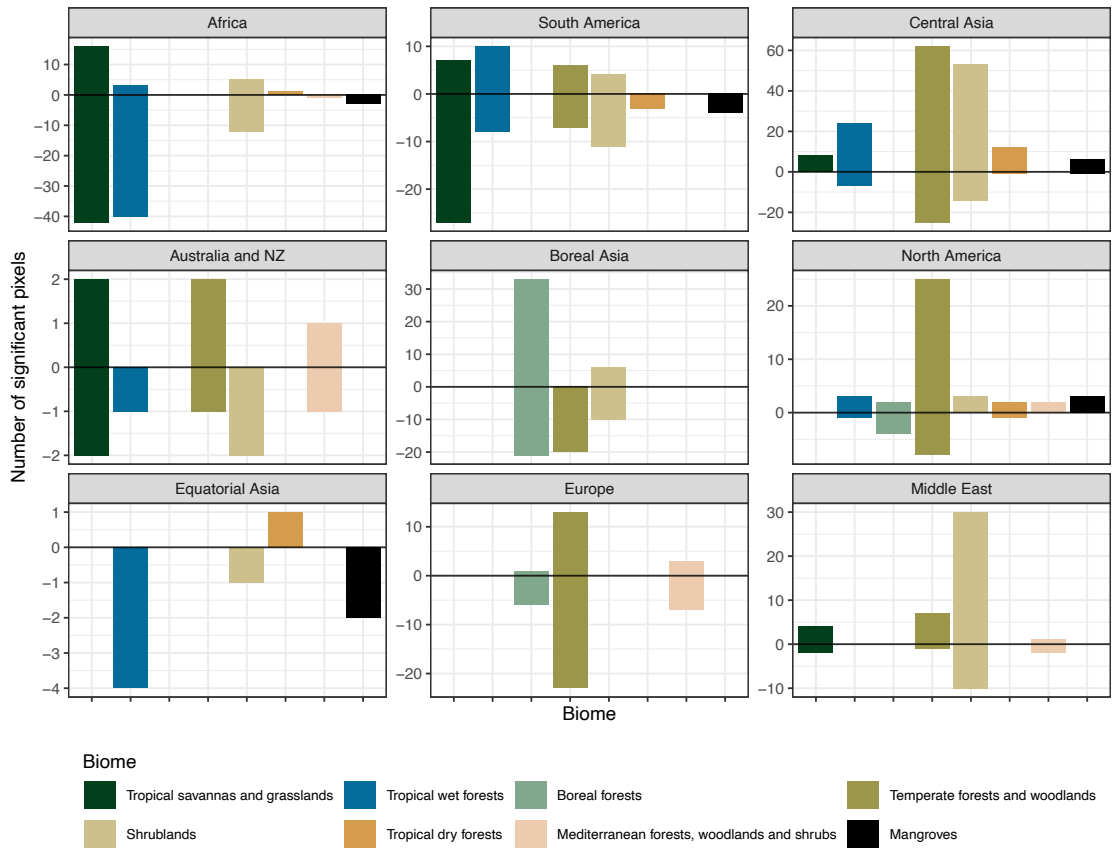 Africa
South America
Central Asia
10
0
−10
−20
−30
−40
10
0
−10
−20
60
40
20
0
−20
Australia and NZ
Boreal Asia
North America
2
1
0
−1
−2
30
20
10
0
−10
−20
20
10
0
Equatorial Asia
Europe
Middle East
1
0
−1
−2
−3
−4
10
0
−10
−20
30
20
10
0
−10
Number of significant pixels
Biome
Biome
Tropical savannas and grasslands
Tropical wet forests
Boreal forests
Temperate forests and woodlands
Shrublands
Tropical dry forests
Mediterranean forests, woodlands and shrubs
Mangroves